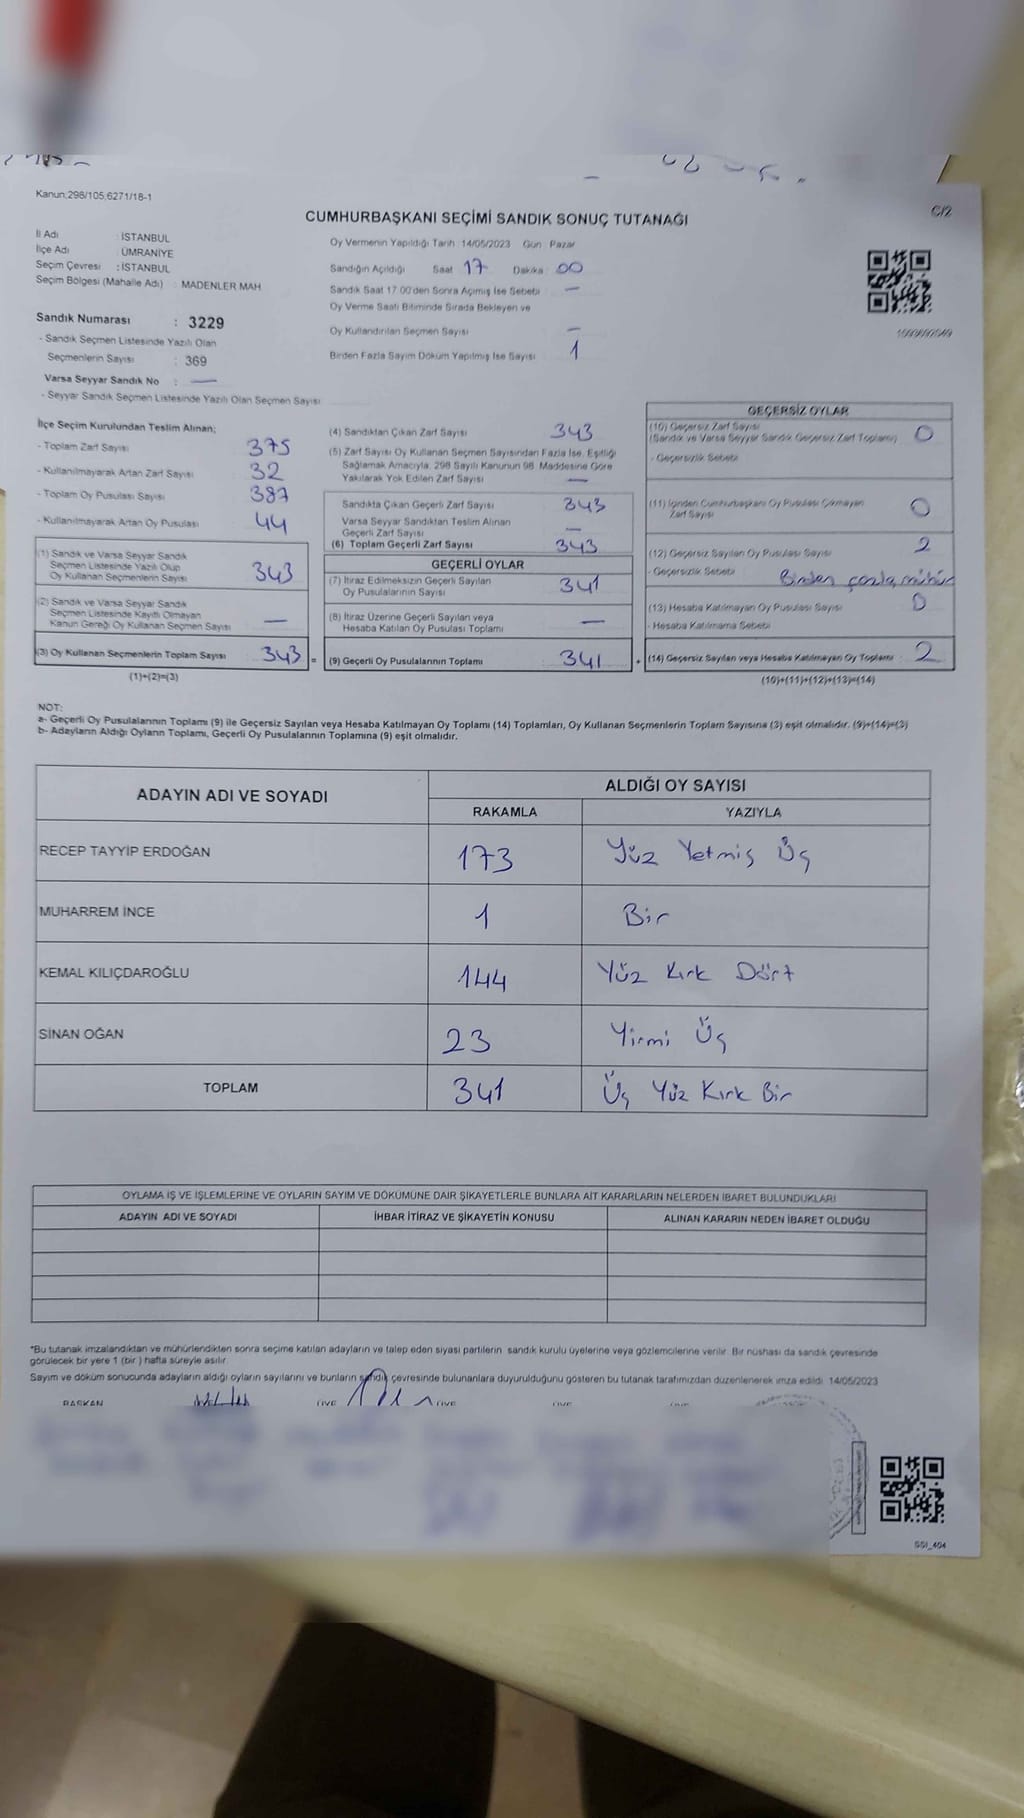 Kanun:298/105,6271/18-1
C/2
CUMHURBAŞKANI SEÇİMİ SANDIK SONUÇ TUTANAĞI
İl Adı : İSTANBUL
İlçe Adı : ÜMRANİYE
Seçim Çevresi : İSTANBUL
Seçim Bölgesi (Mahalle Adı) : MADENLER MAH
Sandık Numarası : 3229
- Sandık Seçmen Listesinde Yazılı Olan
Seçmenlerin Sayısı : 369
Varsa Seyyar Sandık No : —
- Seyyar Sandık Seçmen Listesinde Yazılı Olan Seçmen Sayısı
Oy Vermenin Yapıldığı Tarih : 14/05/2023 Gün : Pazar
Sandığın Açıldığı Saat 17 Dakika 00
Sandık Saat 17:00'den Sonra Açımış İse Sebebi : —
Oy Verme Saati Bitiminde Sırada Bekleyen ve
Oy Kullandırılan Seçmen Sayısı —
Birden Fazla Sayım Döküm Yapılmış İse Sayısı 1
İlçe Seçim Kurulundan Teslim Alınan;
- Toplam Zarf Sayısı 375
- Kullanılmayarak Artan Zarf Sayısı 32
- Toplam Oy Pusulası Sayısı 387
- Kullanılmayarak Artan Oy Pusulası 44
(1) Sandık ve Varsa Seyyar Sandık
Seçmen Listesinde Yazılı Olup
Oy Kullanan Seçmenlerin Sayısı 343
(2) Sandık ve Varsa Seyyar Sandık
Seçmen Listesinde Kayıtlı Olmayan
Kanun Gereği Oy Kullanan Seçmen Sayısı —
(3) Oy Kullanan Seçmenlerin Toplam Sayısı 343 =
(1)+(2)=(3)
(4) Sandıktan Çıkan Zarf Sayısı 343
(5) Zarf Sayısı Oy Kullanan Seçmen Sayısından Fazla İse, Eşitliği
Sağlamak Amacıyla, 298 Sayılı Kanunun 98. Maddesine Göre
Yakılarak Yok Edilen Zarf Sayısı —
Sandıkta Çıkan Geçerli Zarf Sayısı 343
Varsa Seyyar Sandıktan Teslim Alınan
Geçerli Zarf Sayısı —
(6) Toplam Geçerli Zarf Sayısı 343
GEÇERLİ OYLAR
(7) İtiraz Edilmeksizin Geçerli Sayılan
Oy Pusulalarının Sayısı 341
(8) İtiraz Üzerine Geçerli Sayılan veya
Hesaba Katılan Oy Pusulası Toplamı —
(9) Geçerli Oy Pusulalarının Toplamı 341 +
GEÇERSİZ OYLAR
(10) Geçersiz Zarf Sayısı 0
(Sandık ve Varsa Seyyar Sandık Geçersiz Zarf Toplamı)
- Geçersizlik Sebebi
(11) İçinden Cumhurbaşkanı Oy Pusulası Çıkmayan
Zarf Sayısı 0
(12) Geçersiz Sayılan Oy Pusulası Sayısı 2
- Geçersizlik Sebebi Birden fazla mühür
(13) Hesaba Katılmayan Oy Pusulası Sayısı 0
- Hesaba Katılmama Sebebi
(14) Geçersiz Sayılan veya Hesaba Katılmayan Oy Toplamı 2
(10)+(11)+(12)+(13)=(14)
NOT:
a- Geçerli Oy Pusulalarının Toplamı (9) ile Geçersiz Sayılan veya Hesaba Katılmayan Oy Toplamı (14) Toplamları, Oy Kullanan Seçmenlerin Toplam Sayısına (3) eşit olmalıdır. (9)+(14)=(3)
b- Adayların Aldığı Oyların Toplamı, Geçerli Oy Pusulalarının Toplamına (9) eşit olmalıdır.
ADAYIN ADI VE SOYADI ALDIĞI OY SAYISI
RAKAMLA YAZIYLA
RECEP TAYYİP ERDOĞAN 173 Yüz Yetmiş Üç
MUHARREM İNCE 1 Bir
KEMAL KILIÇDAROĞLU 144 Yüz Kırk Dört
SİNAN OĞAN 23 Yirmi Üç
TOPLAM 341 Üç Yüz Kırk Bir
OYLAMA İŞ VE İŞLEMLERİNE VE OYLARIN SAYIM VE DÖKÜMÜNE DAİR ŞİKAYETLERLE BUNLARA AİT KARARLARIN NELERDEN İBARET BULUNDUKLARI
ADAYIN ADI VE SOYADI İHBAR İTİRAZ VE ŞİKAYETİN KONUSU ALINAN KARARIN NEDEN İBARET OLDUĞU
*Bu tutanak imzalandıktan ve mühürlendikten sonra seçime katılan adayların ve talep eden siyasi partilerin sandık kurulu üyelerine veya gözlemcilerine verilir. Bir nüshası da sandık çevresinde
görülecek bir yere 1 (bir ) hafta süreyle asılır.
Sayım ve döküm sonucunda adayların aldığı oyların sayılarını ve bunların sandık çevresinde bulunanlara duyurulduğunu gösteren bu tutanak tarafımızdan düzenlenerek imza edildi. 14/05/2023
BAŞKAN
SSI_404